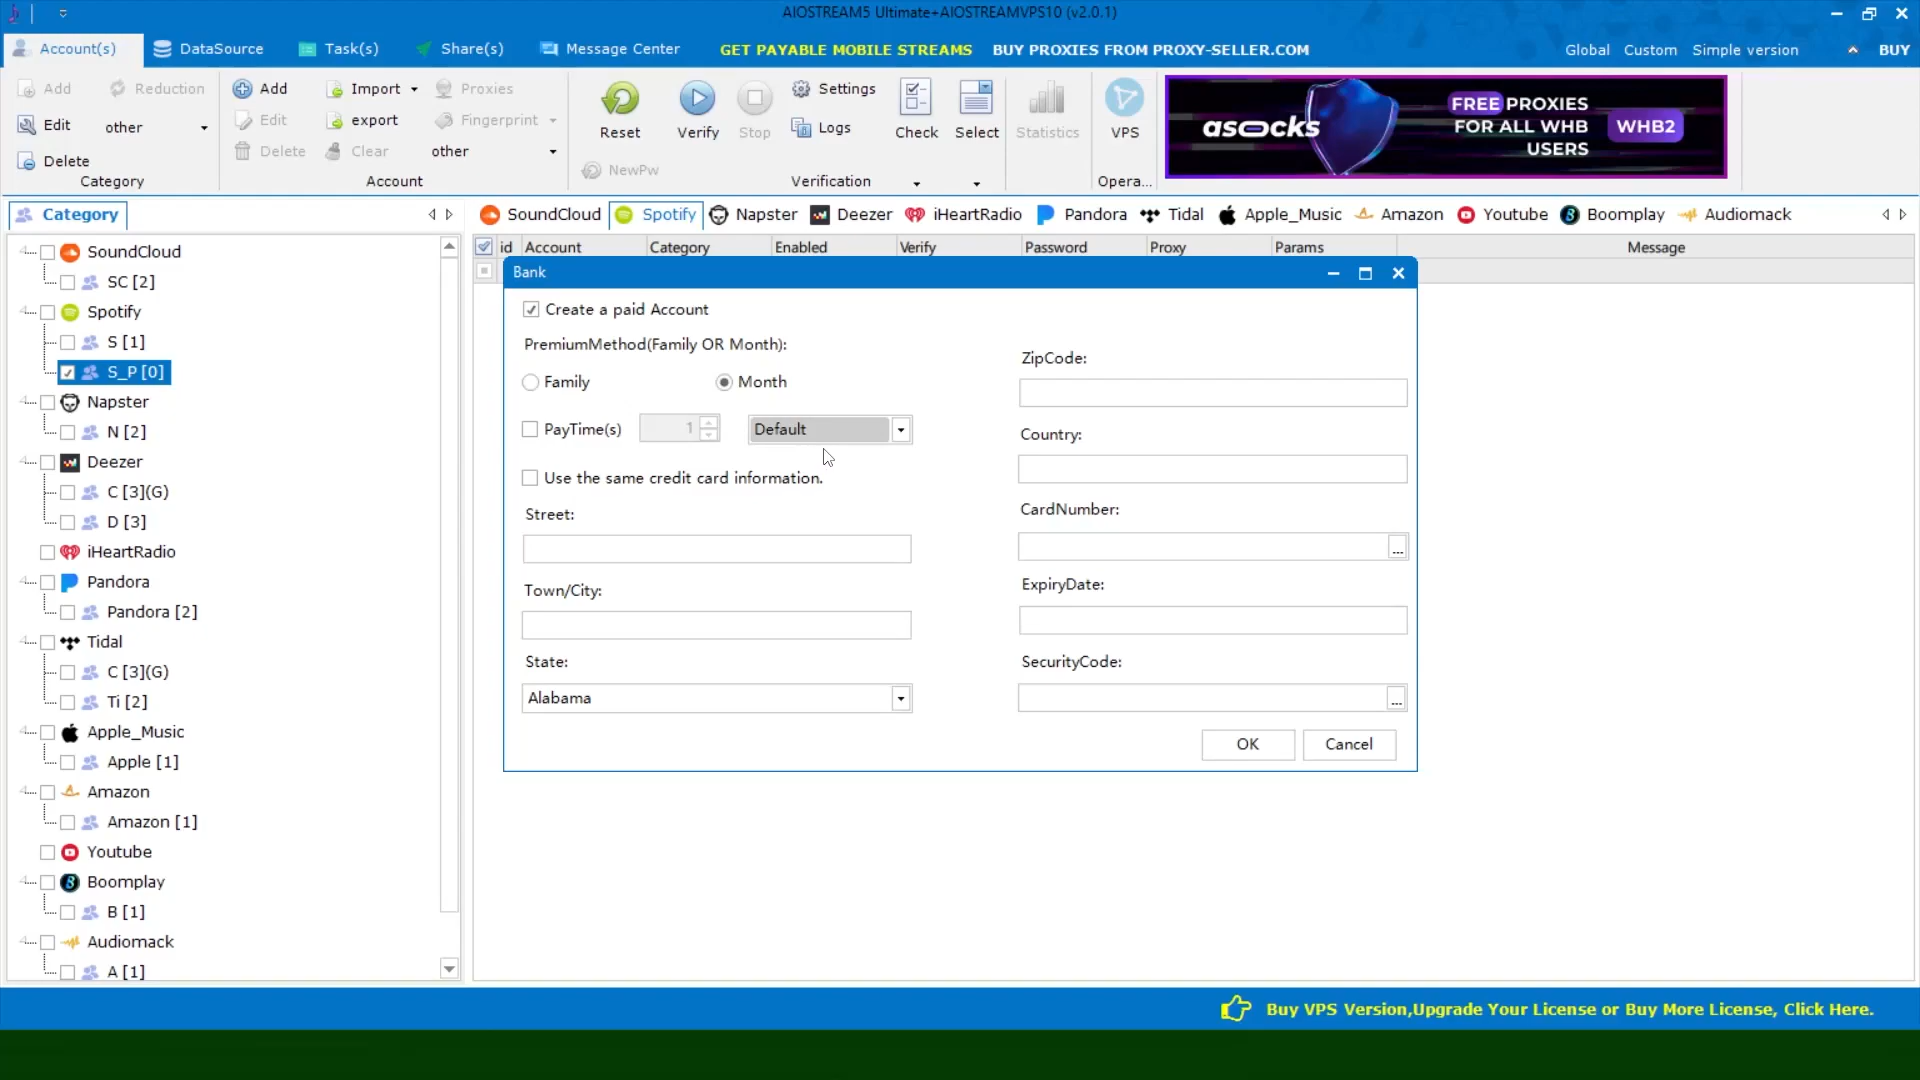 AIOSTREAM5 Ultimate+AIOSTREAMVPS10 (v2.0.1)
Account(s) DataSource Task(s) Share(s) Message Center GET PAYABLE MOBILE STREAMS BUY PROXIES FROM PROXY-SELLER.COM Global Custom Simple version BUY
Add Reduction Add Import Proxies Settings
Edit other Edit export Fingerprint Logs
Delete Delete Clear other
Reset Verify Stop Check Select Statistics VPS
NewPw
Category Account Verification Opera...
asocks
FREE PROXIES
FOR ALL WHB
USERS
WHB2
Category
SoundCloud Spotify Napster Deezer iHeartRadio Pandora Tidal Apple_Music Amazon Youtube Boomplay Audiomack
id Account Category Enabled Verify Password Proxy Params Message
SoundCloud
SC [2]
Spotify
S [1]
S_P [0]
Napster
N [2]
Deezer
C [3](G)
D [3]
iHeartRadio
Pandora
Pandora [2]
Tidal
C [3](G)
Ti [2]
Apple_Music
Apple [1]
Amazon
Amazon [1]
Youtube
Boomplay
B [1]
Audiomack
A [1]
Bank
Create a paid Account
PremiumMethod(Family OR Month):
Family Month
PayTime(s) 1 Default
Use the same credit card information.
Street:
Town/City:
State:
Alabama
ZipCode:
Country:
CardNumber:
...
ExpiryDate:
SecurityCode:
...
OK Cancel
Buy VPS Version,Upgrade Your License or Buy More License, Click Here.